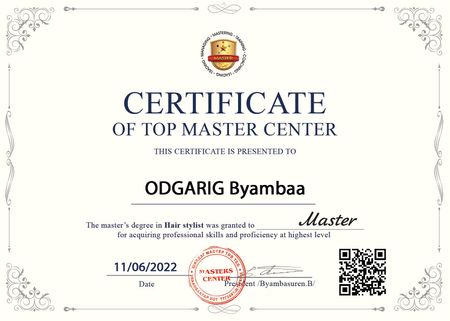 MASTER
CERTIFICATE
OF TOP MASTER CENTER
THIS CERTIFICATE IS PRESENTED TO
ODGARIG Byambaa
The master's degree in Hair stylist was granted to Master
for acquiring professional skills and proficiency at highest level
11/06/2022
MASTERS
CENTER
Date
President /Byambasuren.B/